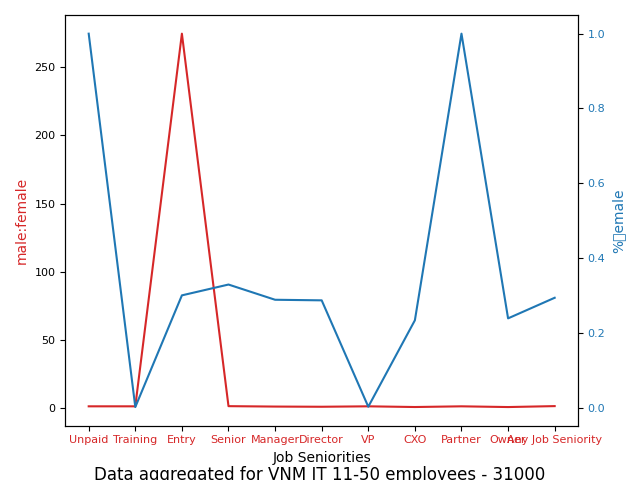 250
200
150
100
50
0
male:female
1.0
0.8
0.6
0.4
0.2
0.0
%▯emale
Unpaid Training Entry Senior Manager Director VP CXO Partner Owner Any Job Seniority
Job Seniorities
Data aggregated for VNM IT 11-50 employees - 31000